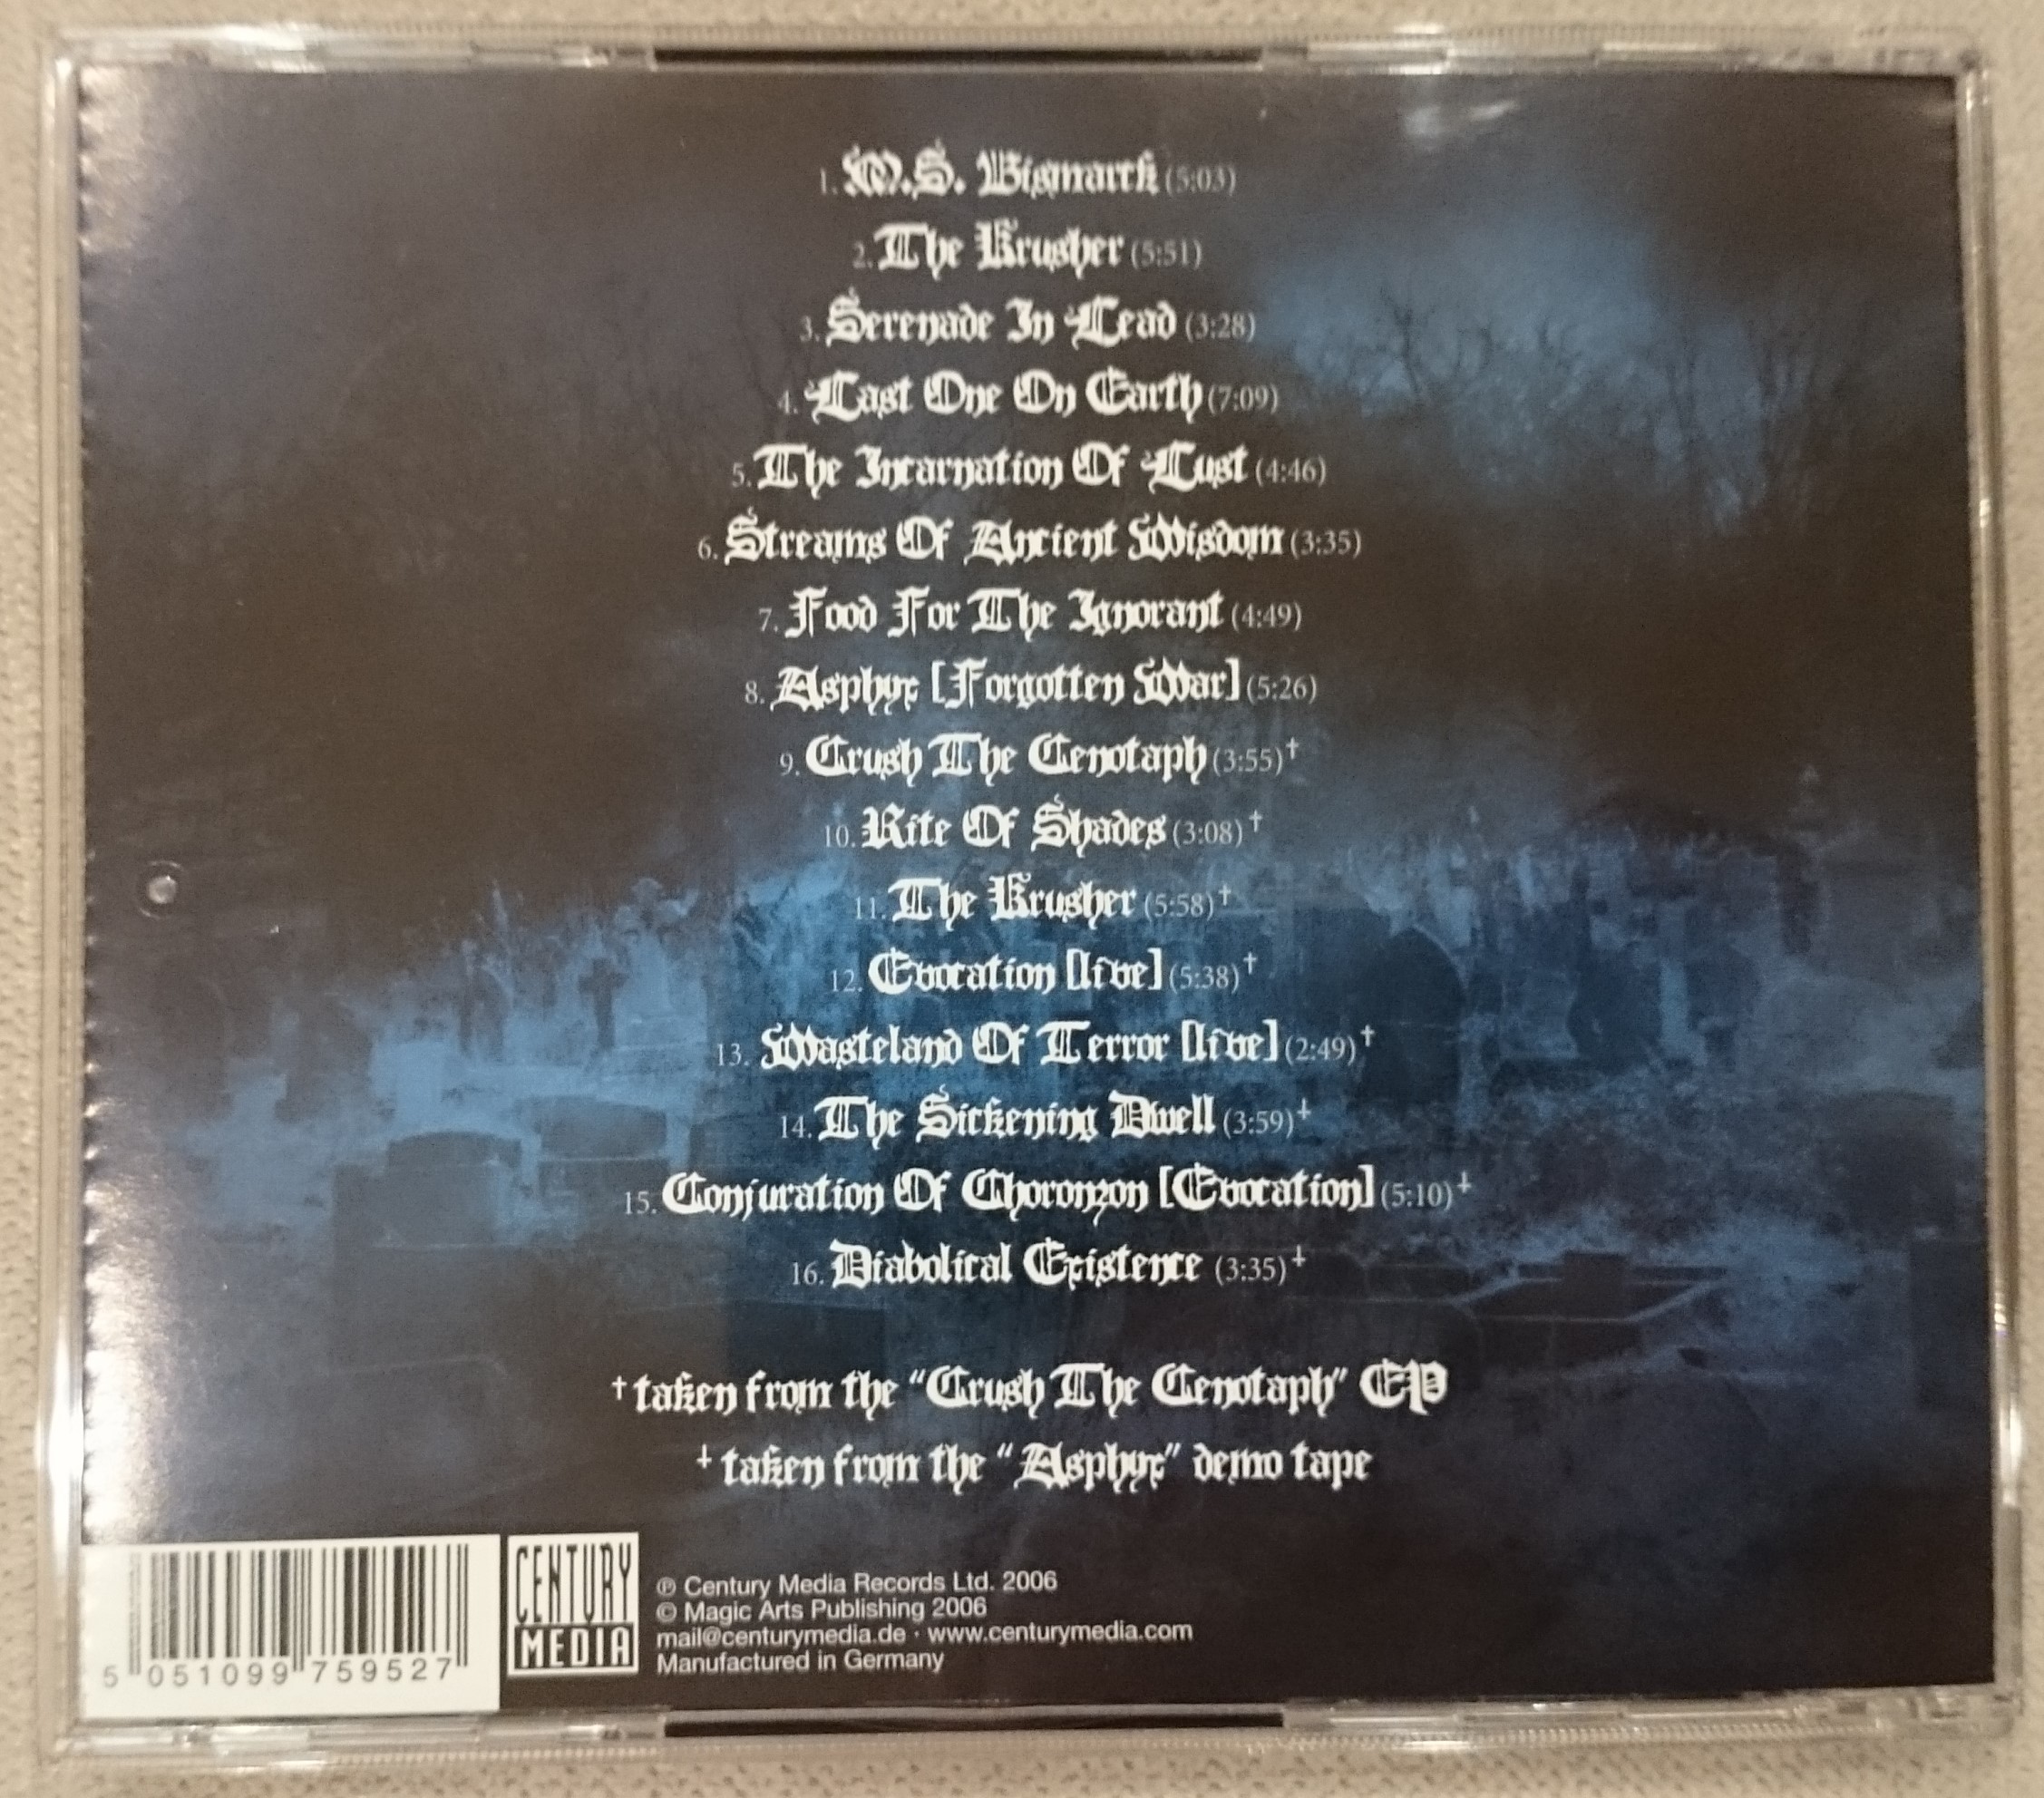 1. M.S. Bismarck (5:03)
2. The Krusher (5:51)
3. Serenade In Lead (3:28)
4. Last One On Earth (7:09)
5. The Incarnation Of Lust (4:46)
6. Streams Of Ancient Wisdom (3:35)
7. Food For The Ignorant (4:49)
8. Asphyx [Forgotten War] (5:26)
9. Crush The Cenotaph (3:55) †
10. Rite Of Shades (3:08) †
11. The Krusher (5:58) †
12. Evocation [live] (5:38) †
13. Wasteland Of Terror [live] (2:49) †
14. The Sickening Dwell (3:59) ⸸
15. Conjuration Of Choronzon [Evocation] (5:10) ⸸
16. Diabolical Existence (3:35) ⸸
† taken from the "Crush The Cenotaph" EP
⸸ taken from the "Asphyx" demo tape
5 051099 759527
CENTURY
MEDIA
℗ Century Media Records Ltd. 2006
© Magic Arts Publishing 2006
mail@centurymedia.de · www.centurymedia.com
Manufactured in Germany